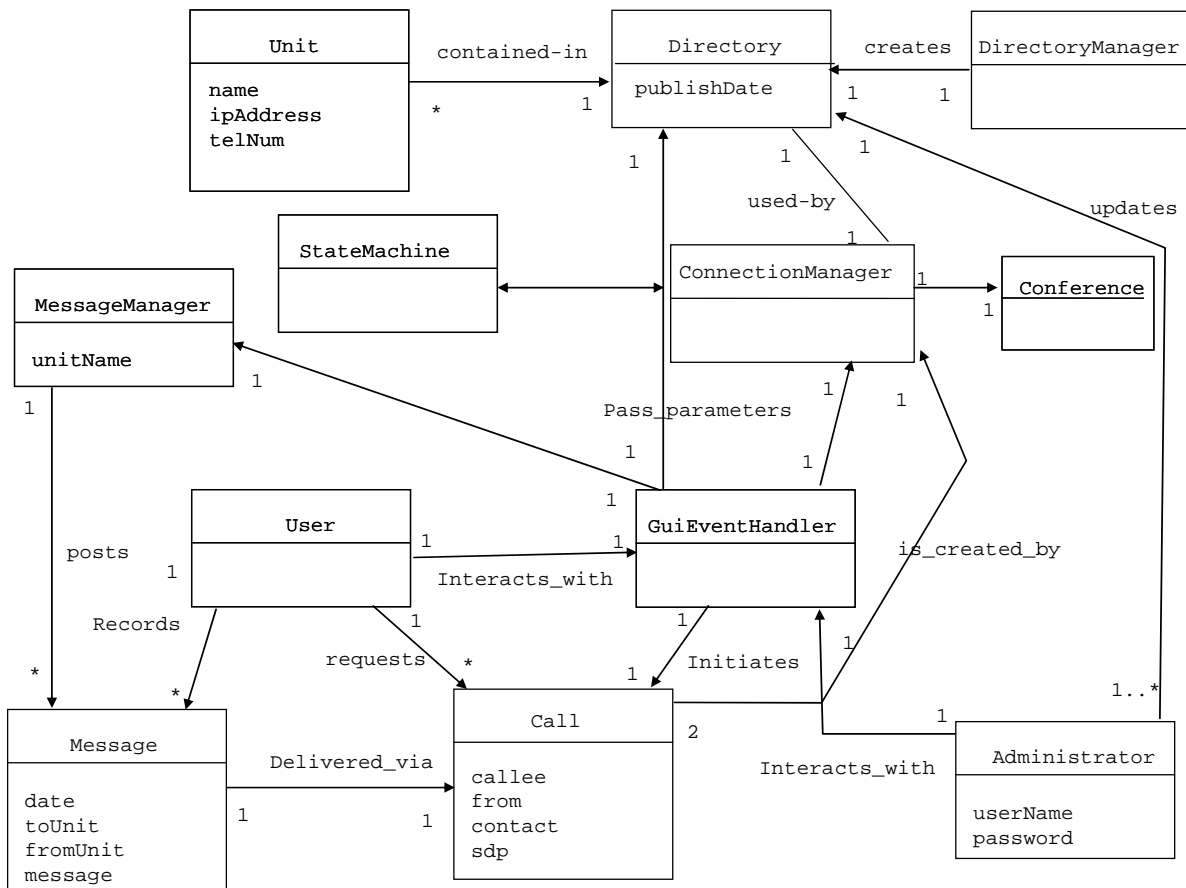 Unit
name
ipAddress
telNum
contained-in
*
1
Directory
publishDate
creates
1
1
DirectoryManager
1
1
1
used-by
updates
StateMachine
1
ConnectionManager
1
1
Conference
MessageManager
unitName
1
1
Pass_parameters
1
1
1
1
1
User
GuiEventHandler
posts
1
1
1
Interacts_with
is_created_by
Records
1
1
1
requests
Initiates
*
*
*
1
1..*
Message
date
toUnit
fromUnit
message
Delivered_via
1
1
Call
callee
from
contact
sdp
2
1
Interacts_with
Administrator
userName
password